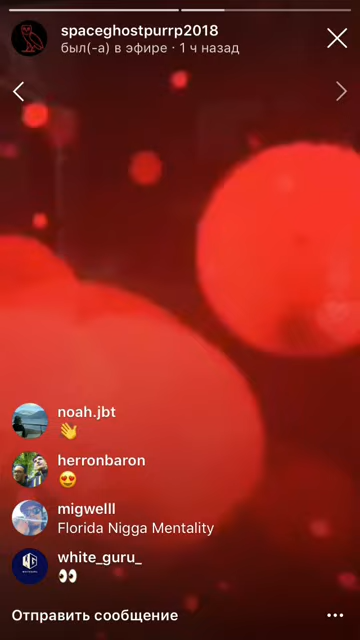 spaceghostpurrp2018
был(-а) в эфире · 1 ч назад
noah.jbt
👋
herronbaron
😍
migwelll
Florida Nigga Mentality
white_guru_
👀
Отправить сообщение